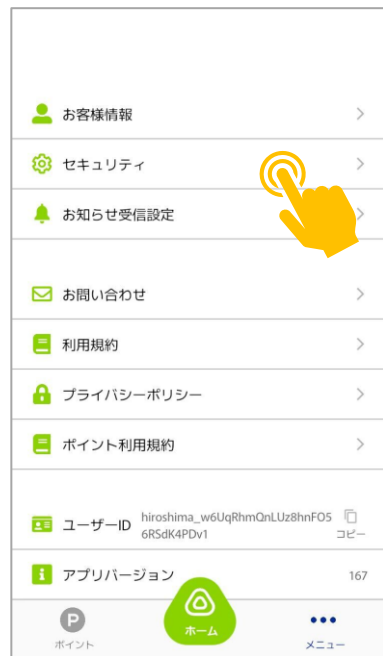 お客様情報
セキュリティ
お知らせ受信設定
お問い合わせ
利用規約
プライバシーポリシー
ポイント利用規約
ユーザーID hiroshima_w6UqRhmQnLUz8hnFO5
6RSdK4PDv1 コピー
アプリバージョン 167
P
ポイント ホーム メニュー